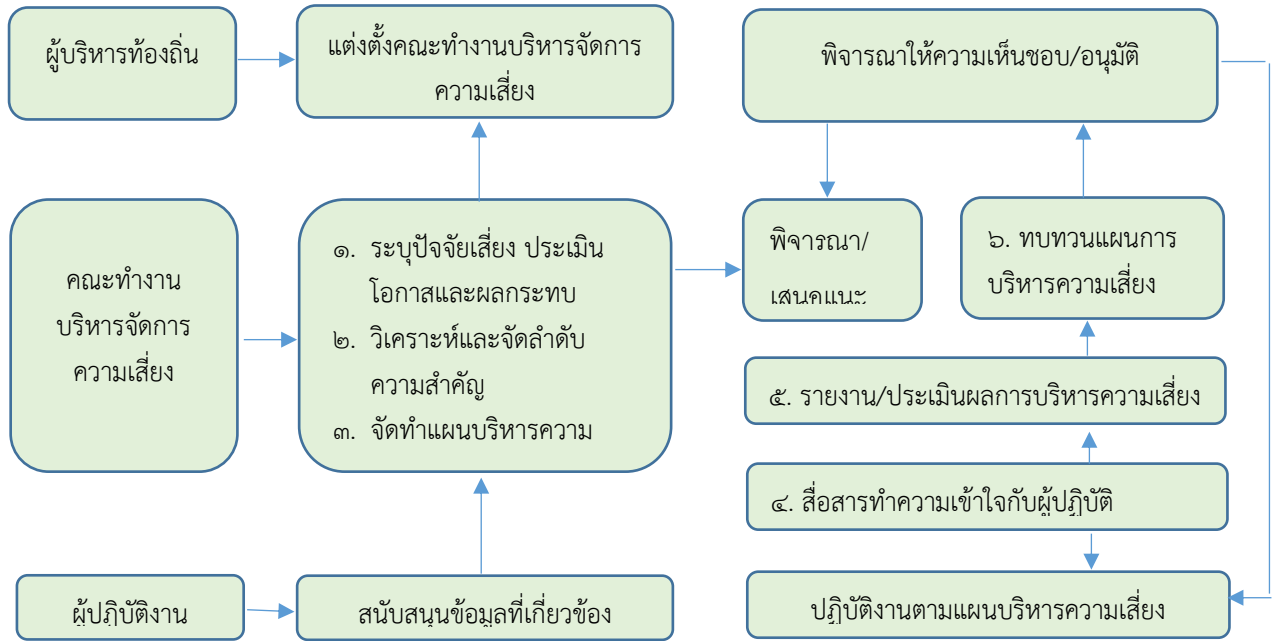 ผู้บริหารท้องถิ่น
แต่งตั้งคณะทำงานบริหารจัดการ
ความเสี่ยง
พิจารณาให้ความเห็นชอบ/อนุมัติ
คณะทำงาน
บริหารจัดการ
ความเสี่ยง
๑. ระบุปัจจัยเสี่ยง ประเมิน
โอกาสและผลกระทบ
๒. วิเคราะห์และจัดลำดับ
ความสำคัญ
๓. จัดทำแผนบริหารความ
พิจารณา/
เสนอแนะ
๖. ทบทวนแผนการ
บริหารความเสี่ยง
๕. รายงาน/ประเมินผลการบริหารความเสี่ยง
๔. สื่อสารทำความเข้าใจกับผู้ปฏิบัติ
ผู้ปฏิบัติงาน
สนับสนุนข้อมูลที่เกี่ยวข้อง
ปฏิบัติงานตามแผนบริหารความเสี่ยง